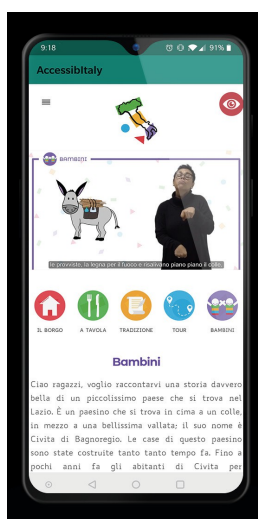 9:18
91%
AccessibItaly
BAMBINI
le provviste, la legna per il fuoco e risalivano piano piano il colle.
IL BORGO
A TAVOLA
TRADIZIONE
TOUR
BAMBINI
Bambini
Ciao ragazzi, voglio raccontarvi una storia davvero
bella di un piccolissimo paese che si trova nel
Lazio. È un paesino che si trova in cima a un colle,
in mezzo a una bellissima vallata; il suo nome è
Civita di Bagnoregio. Le case di questo paesino
sono state costruite tanto tanto tempo fa. Fino a
pochi anni fa gli abitanti di Civita per